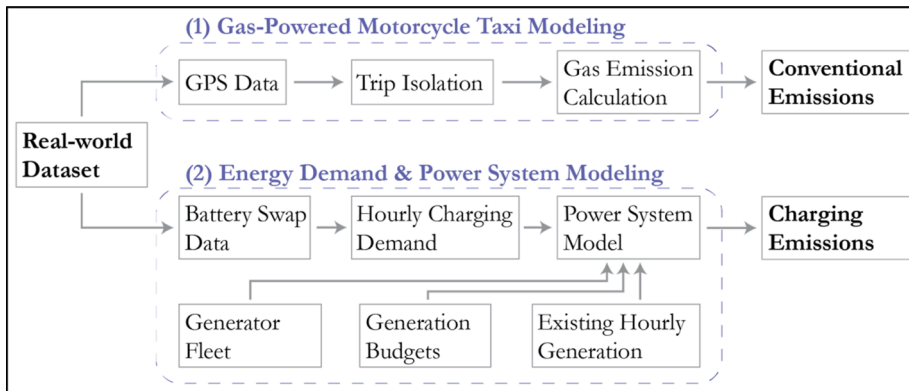 (1) Gas-Powered Motorcycle Taxi Modeling
GPS Data
Trip Isolation
Gas Emission
Calculation
Conventional
Emissions
Real-world
Dataset
(2) Energy Demand & Power System Modeling
Battery Swap
Data
Hourly Charging
Demand
Power System
Model
Charging
Emissions
Generator
Fleet
Generation
Budgets
Existing Hourly
Generation